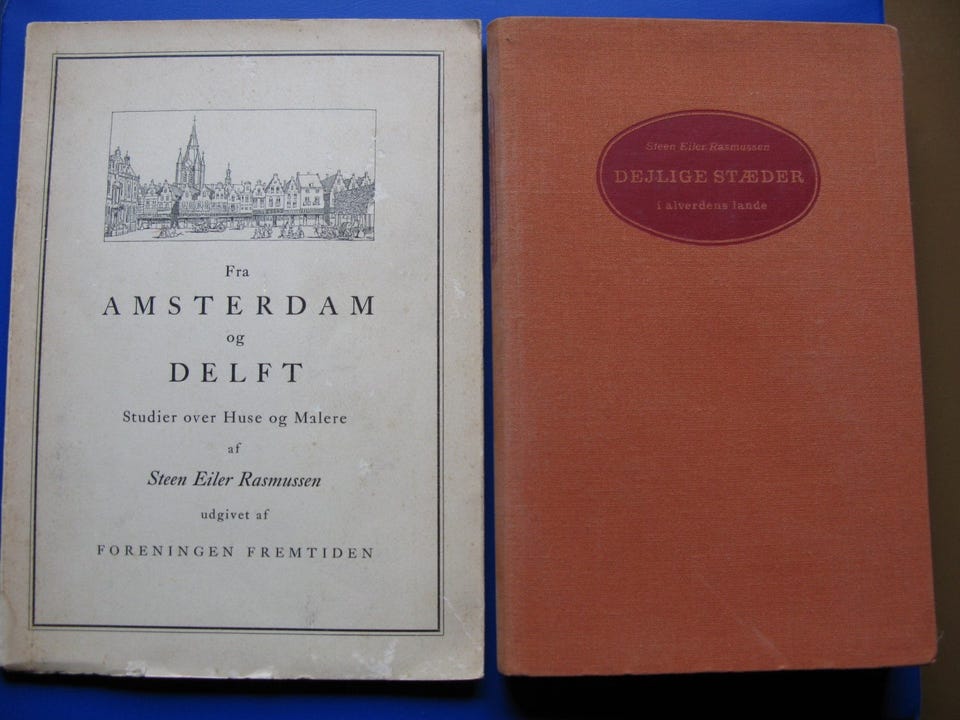 Fra
AMSTERDAM
og
DELFT
Studier over Huse og Malere
af
Steen Eiler Rasmussen
udgivet af
FORENINGEN FREMTIDEN
Steen Eiler Rasmussen
DEJLIGE STÆDER
i alverdens lande